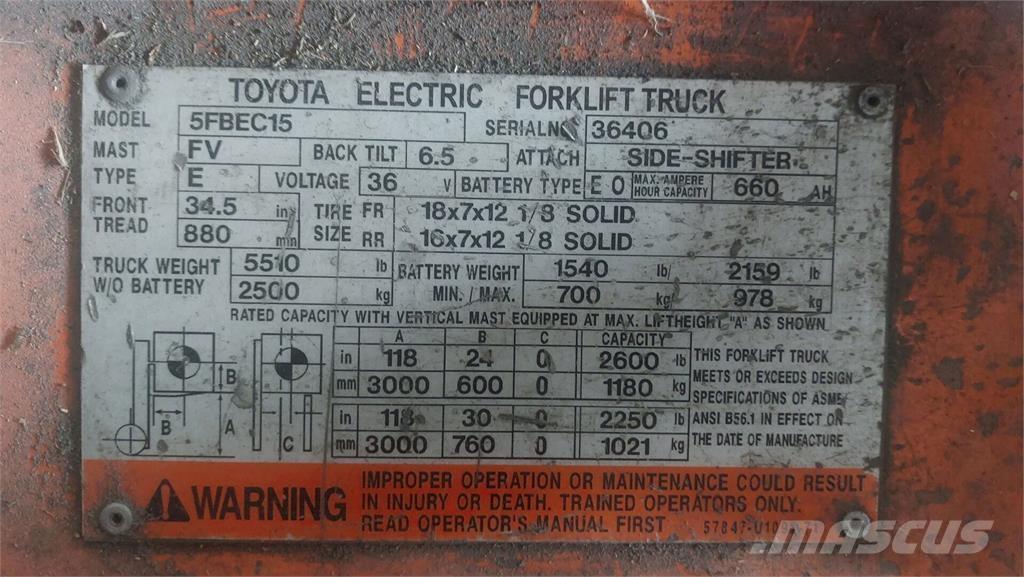 TOYOTA ELECTRIC FORKLIFT TRUCK
MODEL 5FBEC15 SERIAL NO 36406
MAST FV BACK TILT 6.5 ATTACH SIDE-SHIFTER
TYPE E VOLTAGE 36 V BATTERY TYPE E O MAX. AMPERE HOUR CAPACITY 660 AH
FRONT TREAD 34.5 in TIRE SIZE FR 18x7x12 1/8 SOLID
880 mm RR 16x7x12 1/8 SOLID
TRUCK WEIGHT W/O BATTERY 5510 lb BATTERY WEIGHT MIN. / MAX. 1540 lb/ 2159 lb
2500 kg 700 kg/ 978 kg
RATED CAPACITY WITH VERTICAL MAST EQUIPPED AT MAX. LIFTHEIGHT "A" AS SHOWN
A B C CAPACITY
in 118 24 0 2600 lb
mm 3000 600 0 1180 kg
in 118 30 0 2250 lb
mm 3000 760 0 1021 kg
B
B
A
C
THIS FORKLIFT TRUCK
MEETS OR EXCEEDS DESIGN
SPECIFICATIONS OF ASME
ANSI B56.1 IN EFFECT ON
THE DATE OF MANUFACTURE
WARNING
IMPROPER OPERATION OR MAINTENANCE COULD RESULT
IN INJURY OR DEATH. TRAINED OPERATORS ONLY.
READ OPERATOR'S MANUAL FIRST
MASCUS